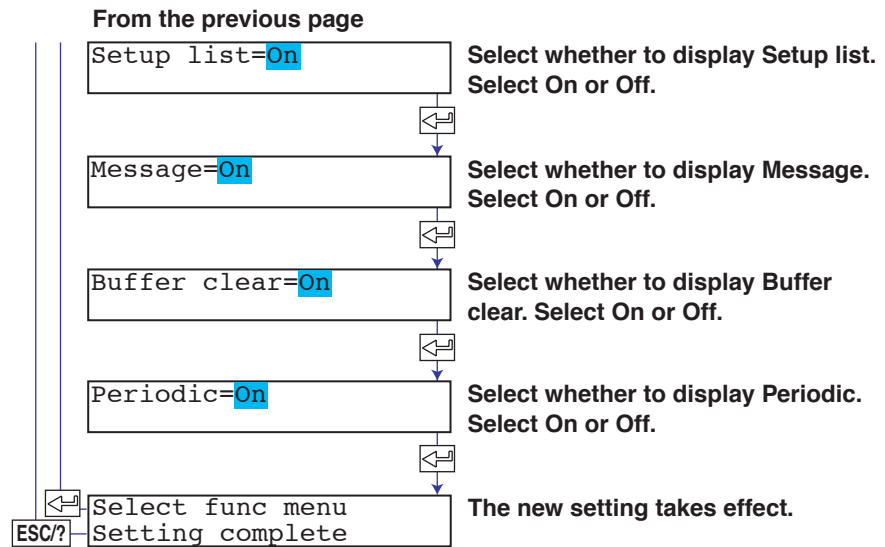 From the previous page
Setup list=On
Select whether to display Setup list.
Select On or Off.
Message=On
Select whether to display Message.
Select On or Off.
Buffer clear=On
Select whether to display Buffer
clear. Select On or Off.
Periodic=On
Select whether to display Periodic.
Select On or Off.
Select func menu
The new setting takes effect.
ESC/?
Setting complete